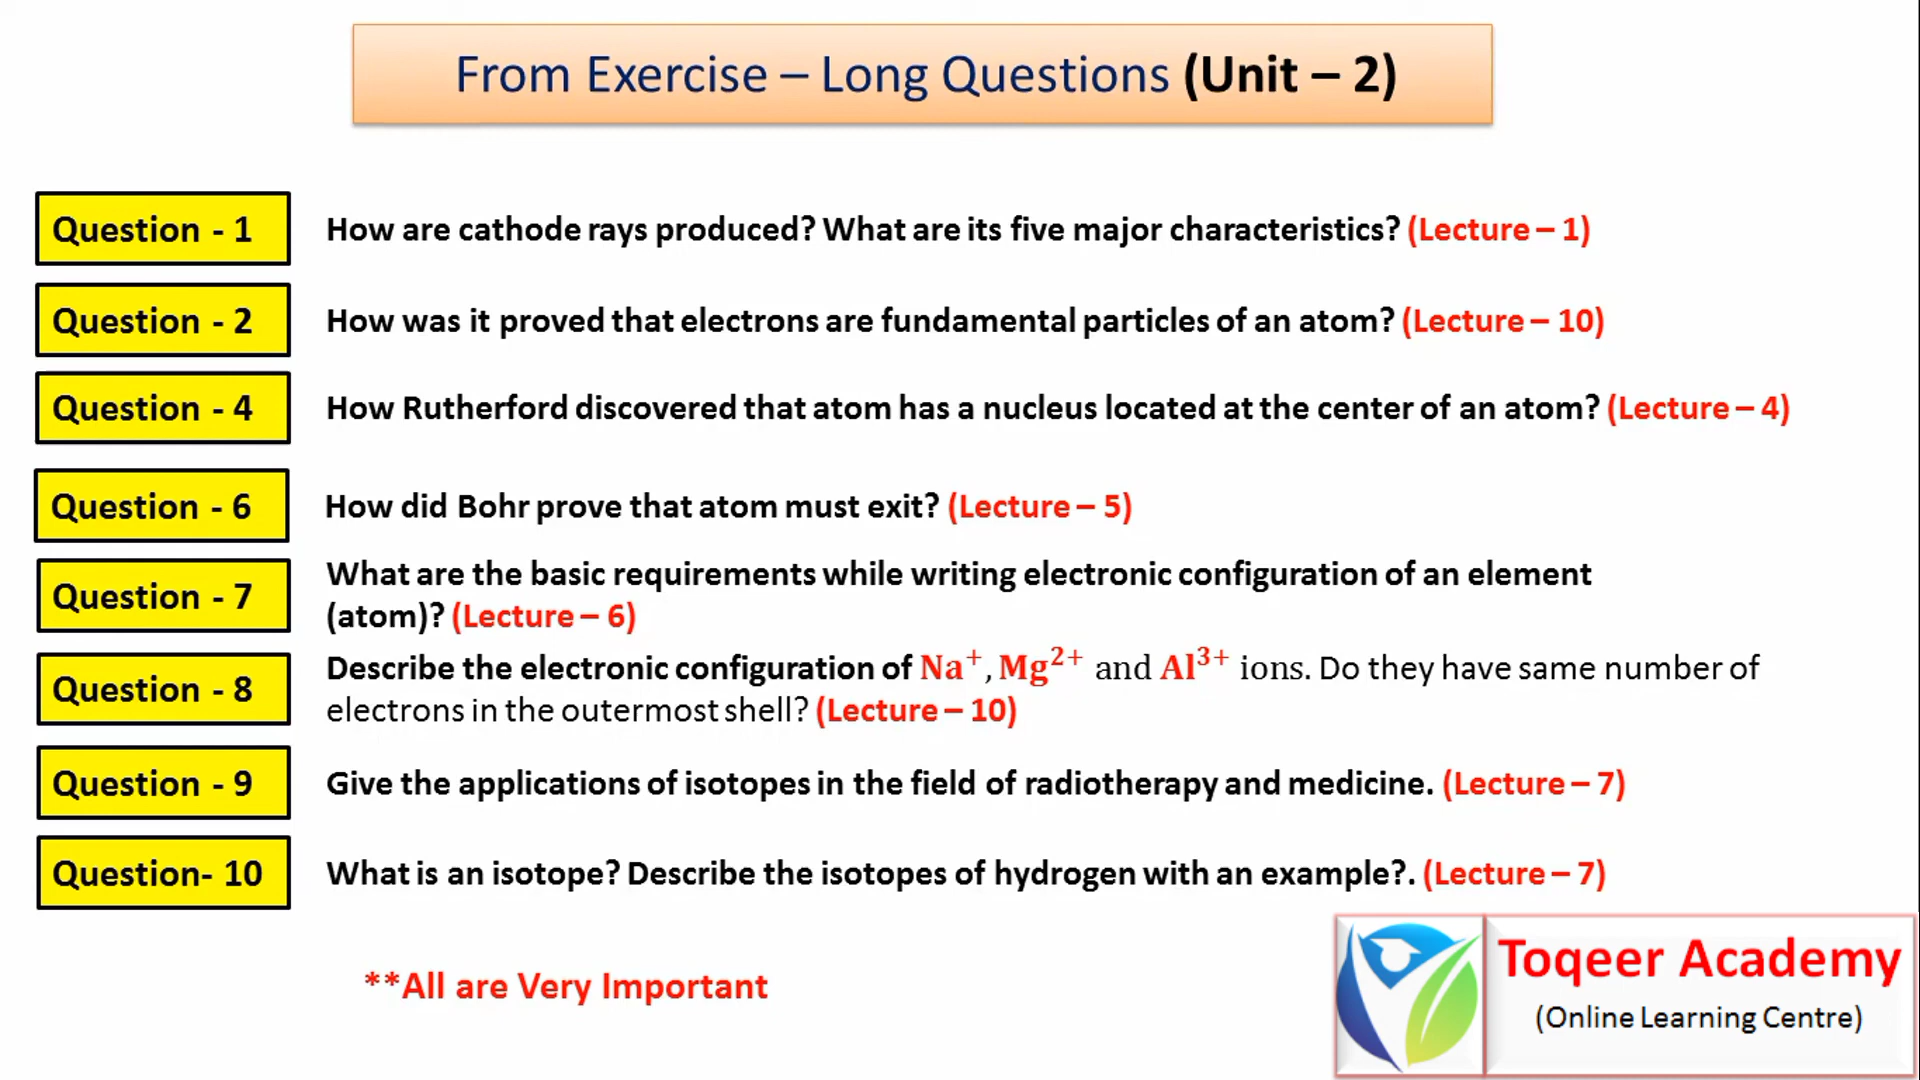 From Exercise – Long Questions (Unit – 2)
Question - 1
How are cathode rays produced? What are its five major characteristics? (Lecture – 1)
Question - 2
How was it proved that electrons are fundamental particles of an atom? (Lecture – 10)
Question - 4
How Rutherford discovered that atom has a nucleus located at the center of an atom? (Lecture – 4)
Question - 6
How did Bohr prove that atom must exit? (Lecture – 5)
Question - 7
What are the basic requirements while writing electronic configuration of an element
(atom)? (Lecture – 6)
Question - 8
Describe the electronic configuration of Na⁺, Mg²⁺ and Al³⁺ ions. Do they have same number of
electrons in the outermost shell? (Lecture – 10)
Question - 9
Give the applications of isotopes in the field of radiotherapy and medicine. (Lecture – 7)
Question- 10
What is an isotope? Describe the isotopes of hydrogen with an example?. (Lecture – 7)
**All are Very Important
Toqeer Academy
(Online Learning Centre)